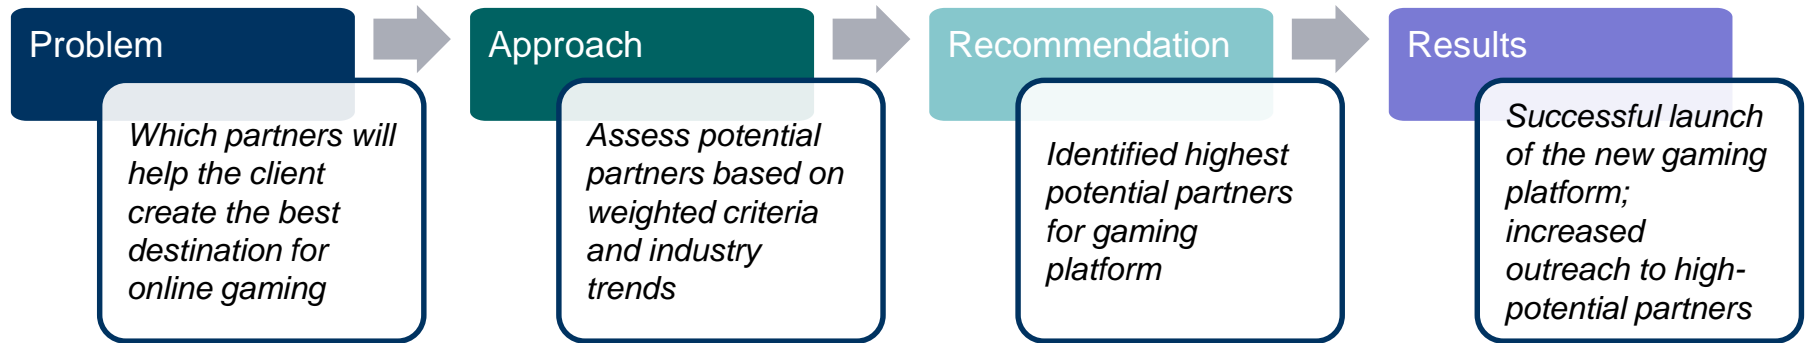 Problem
Which partners will
help the client
create the best
destination for
online gaming
Approach
Assess potential
partners based on
weighted criteria
and industry
trends
Recommendation
Identified highest
potential partners
for gaming
platform
Results
Successful launch
of the new gaming
platform;
increased
outreach to high-
potential partners